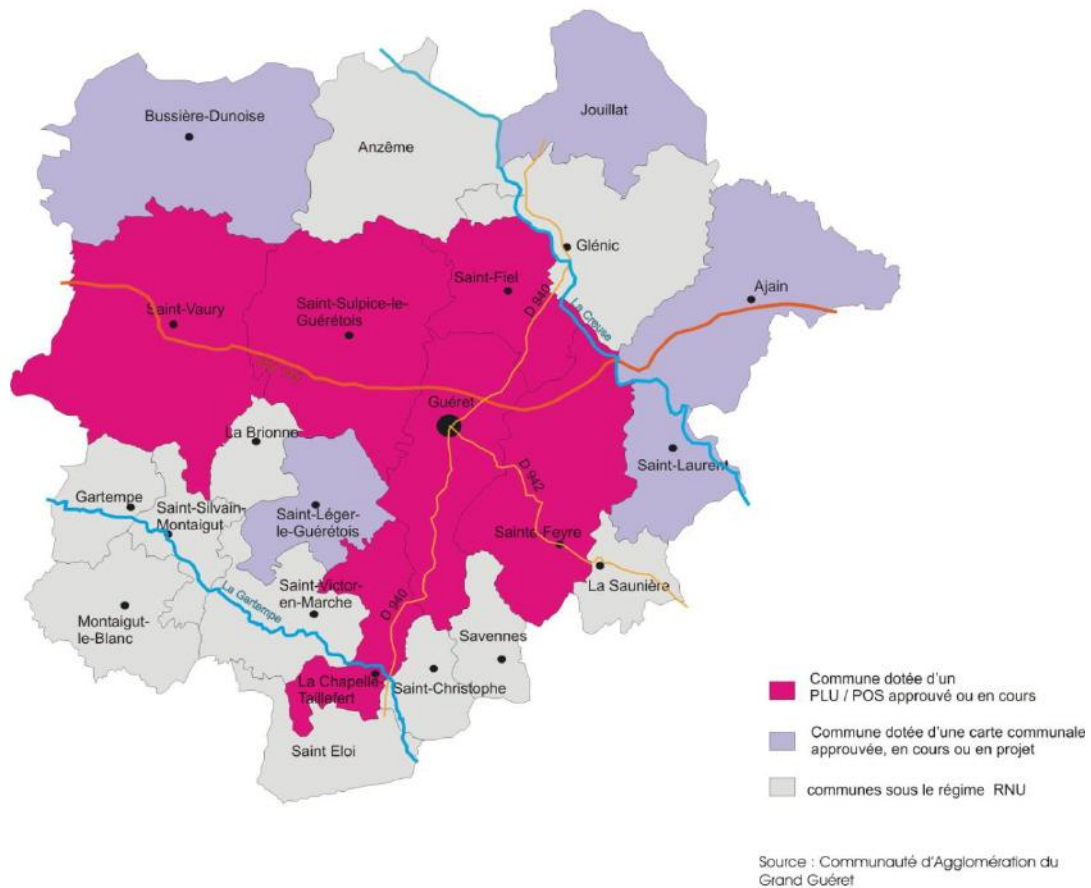 Bussière-Dunoise
Jouillat
Anzême
Glénic
Saint-Fiel
Ajain
Saint-Vaury
Saint-Sulpice-le-
Guérétois
D 940
La Creuse
Guéret
La Brionne
D 942
Saint-Laurent
Gartempe
Saint-Silvain-
Montaigut
Saint-Léger-
le-Guérétois
Sainte-Feyre
La Saunière
La Gartempe
Saint-Victor-
en-Marche
D 940
Montaigut-
le-Blanc
Savennes
La Chapelle-
Taillefert
Saint-Christophe
Saint Eloi
Commune dotée d'un
PLU / POS approuvé ou en cours
Commune dotée d'une carte communale
approuvée, en cours ou en projet
communes sous le régime RNU
Source : Communauté d'Agglomération du
Grand Guéret